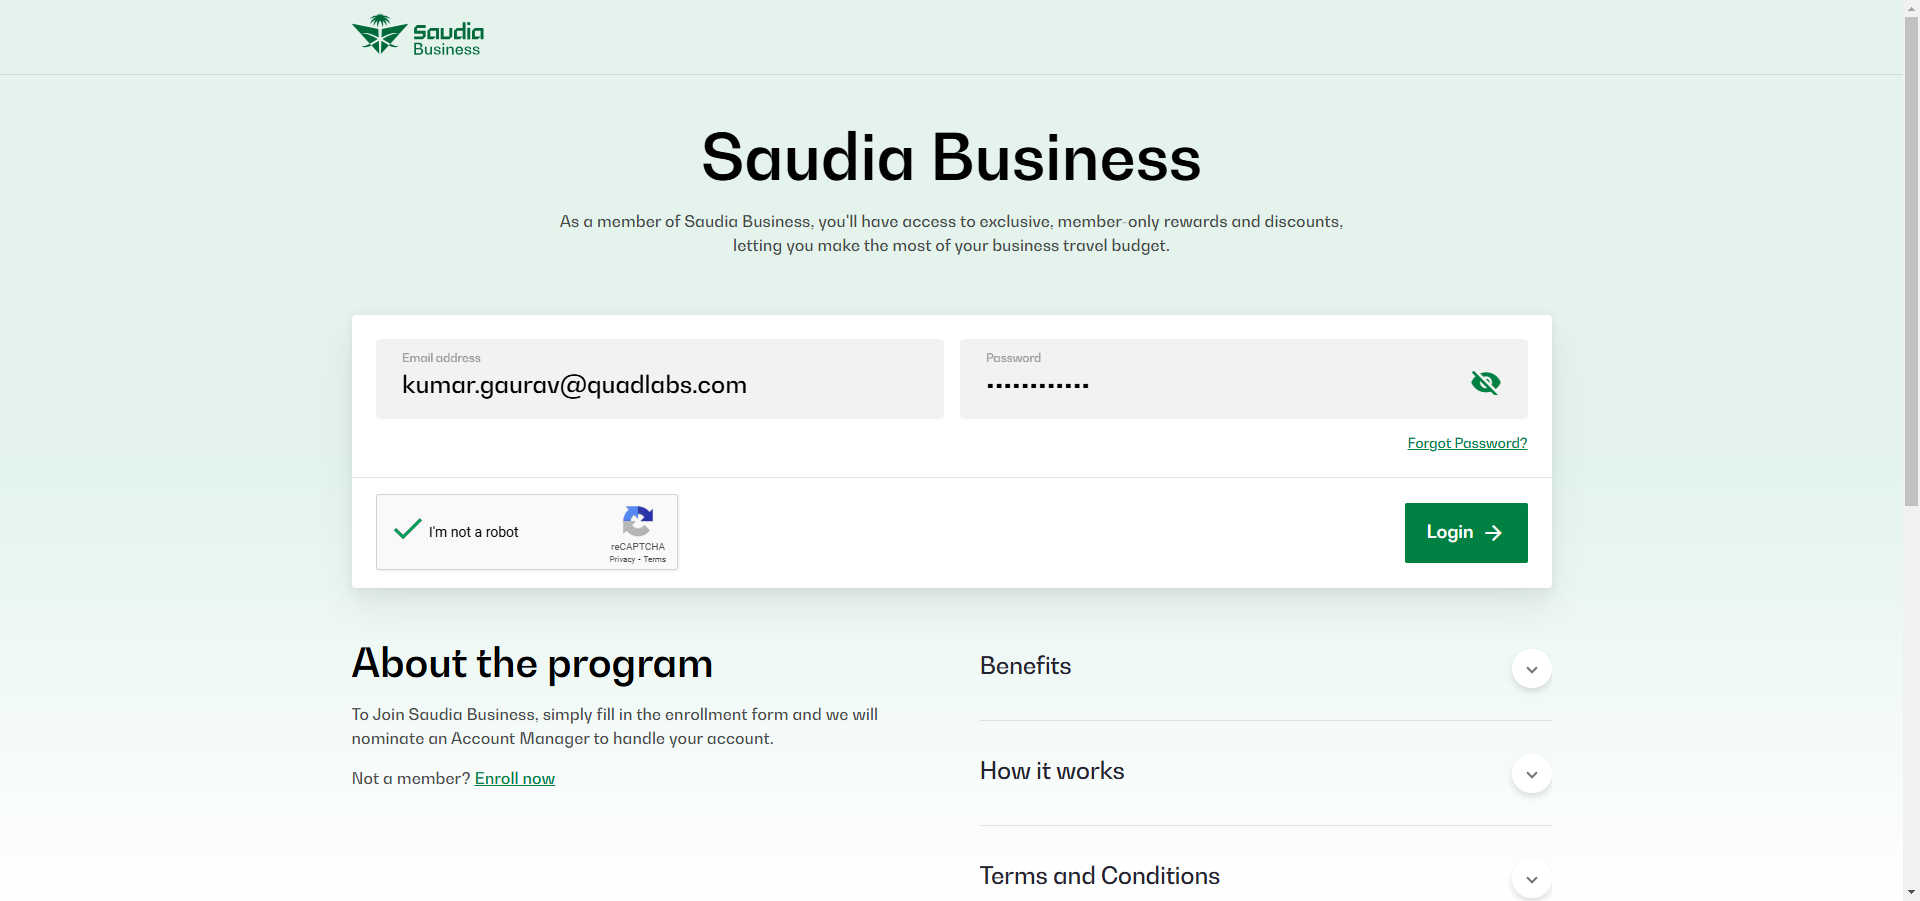 Saudia
Business
Saudia Business
As a member of Saudia Business, you'll have access to exclusive, member-only rewards and discounts,
letting you make the most of your business travel budget.
Email address
kumar.gaurav@quadlabs.com
Password
••••••••••••
Forgot Password?
I'm not a robot
reCAPTCHA
Privacy - Terms
Login
About the program
To Join Saudia Business, simply fill in the enrollment form and we will
nominate an Account Manager to handle your account.
Not a member? Enroll now
Benefits
How it works
Terms and Conditions